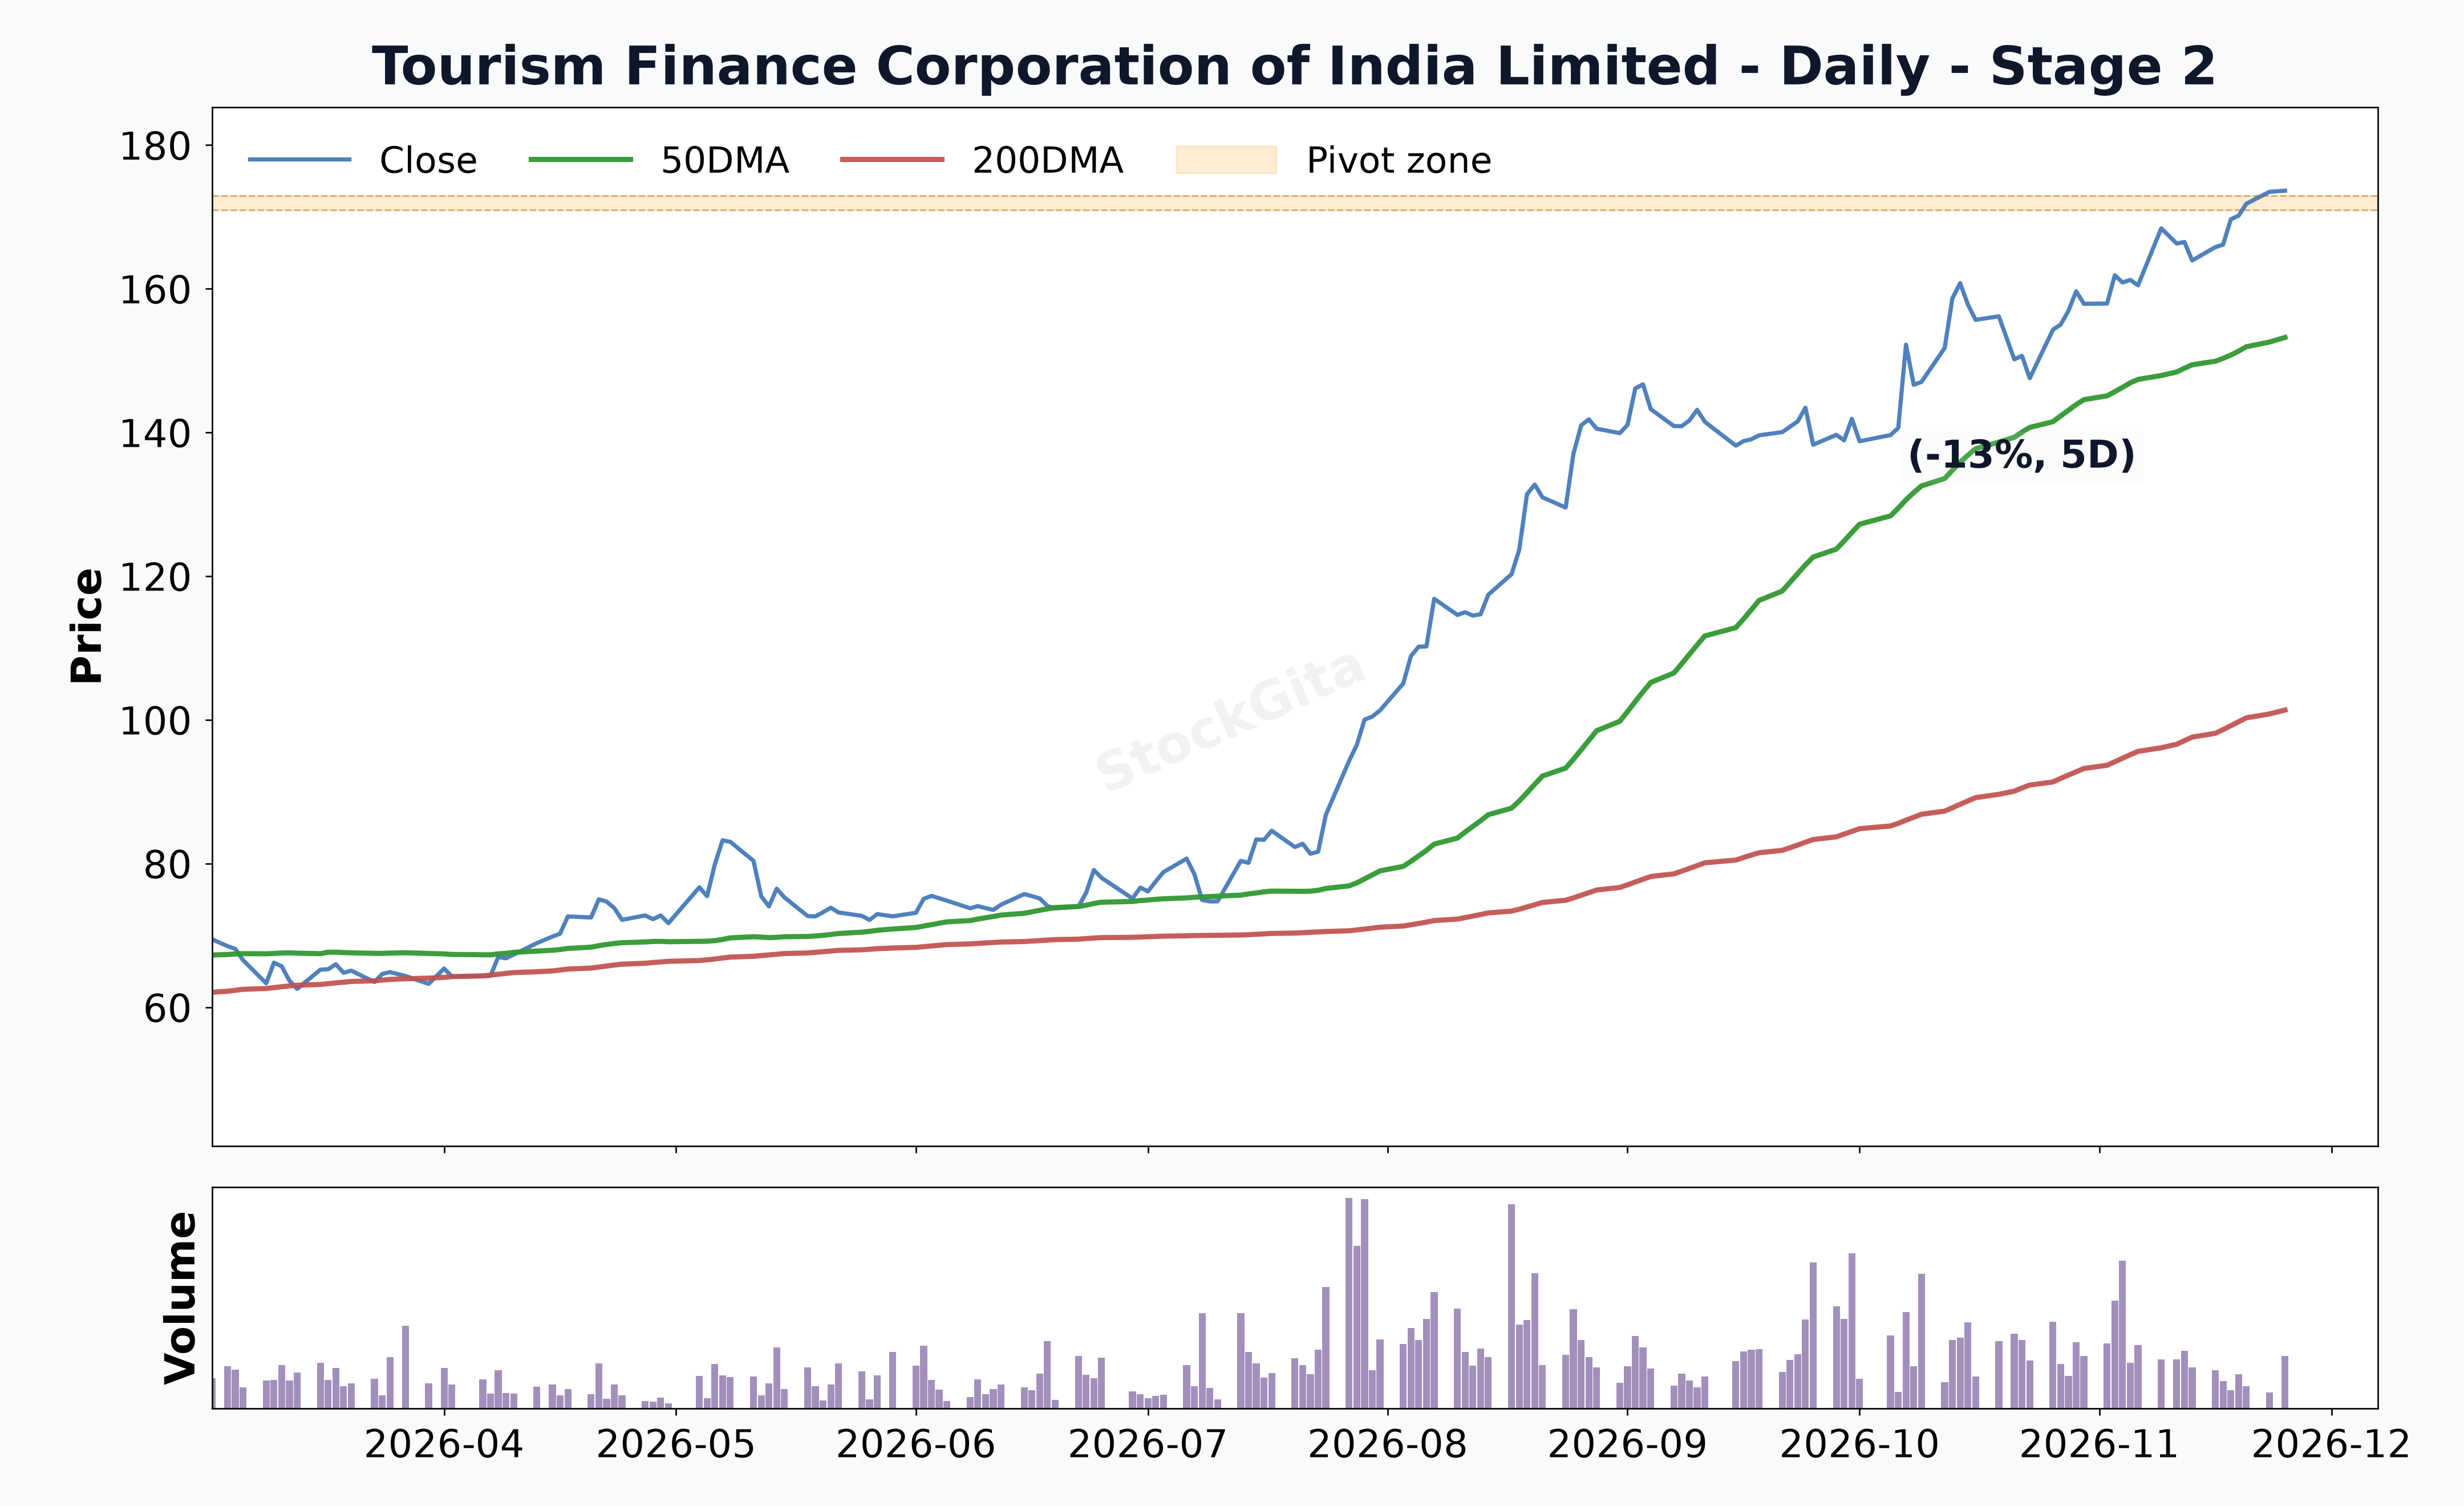 Tourism Finance Corporation of India Limited - Daily - Stage 2
Close 50DMA 200DMA Pivot zone
180
160
140
120
100
80
60
Price
(-13%, 5D)
StockGita
Volume
2026-04 2026-05 2026-06 2026-07 2026-08 2026-09 2026-10 2026-11 2026-12